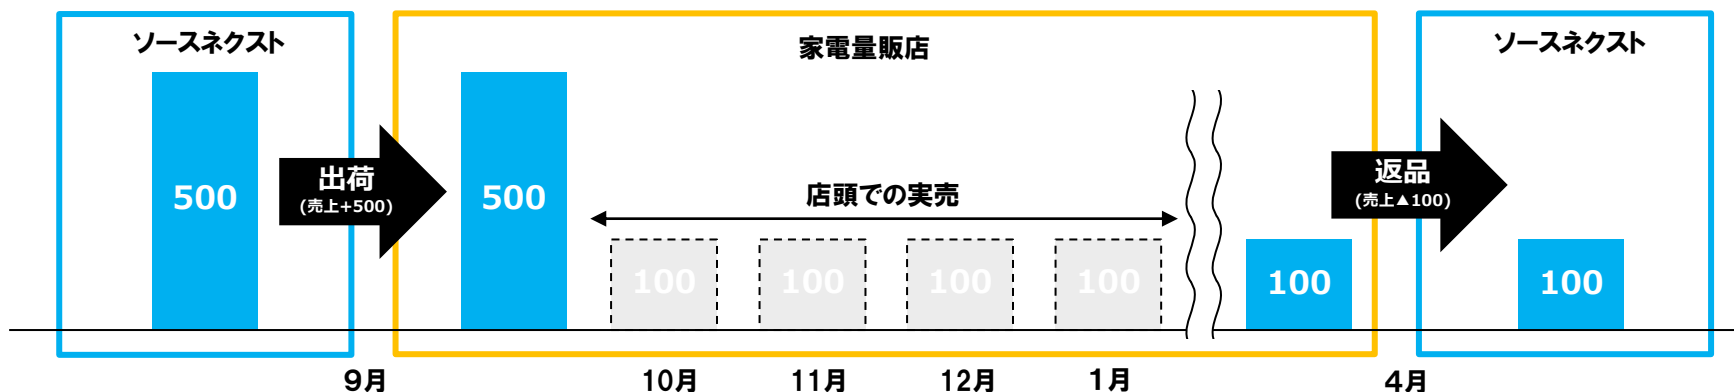 ソースネクスト
家電量販店
ソースネクスト
500
出荷
(売上+500)
500
店頭での実売
返品
(売上▲100)
100
100
100
100
100
100
9月
10月
11月
12月
1月
4月